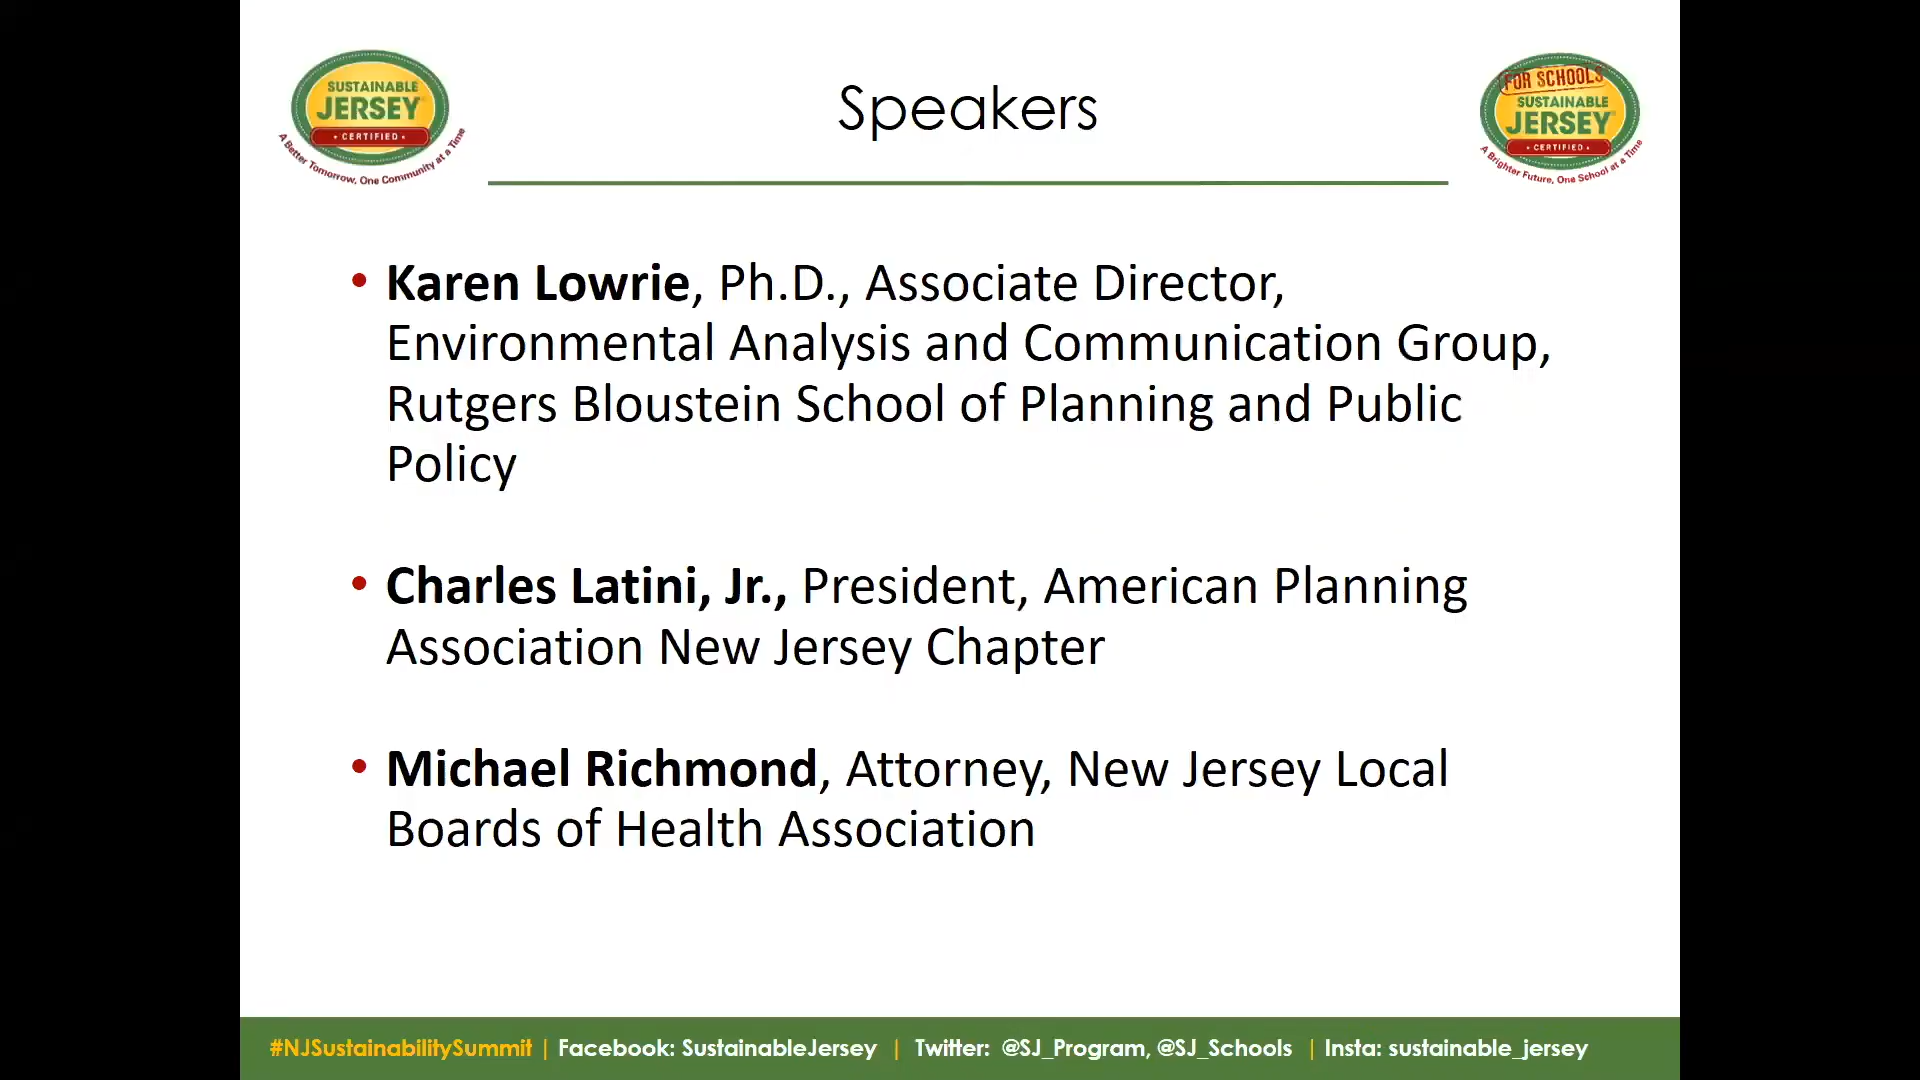 SUSTAINABLE
JERSEY
• CERTIFIED •
A Better Tomorrow, One Community at a Time
Speakers
FOR SCHOOLS
SUSTAINABLE
JERSEY
• CERTIFIED •
A Brighter Future, One School at a Time
• Karen Lowrie, Ph.D., Associate Director,
Environmental Analysis and Communication Group,
Rutgers Bloustein School of Planning and Public
Policy
• Charles Latini, Jr., President, American Planning
Association New Jersey Chapter
• Michael Richmond, Attorney, New Jersey Local
Boards of Health Association
#NJSustainabilitySummit | Facebook: SustainableJersey | Twitter: @SJ_Program, @SJ_Schools | Insta: sustainable_jersey